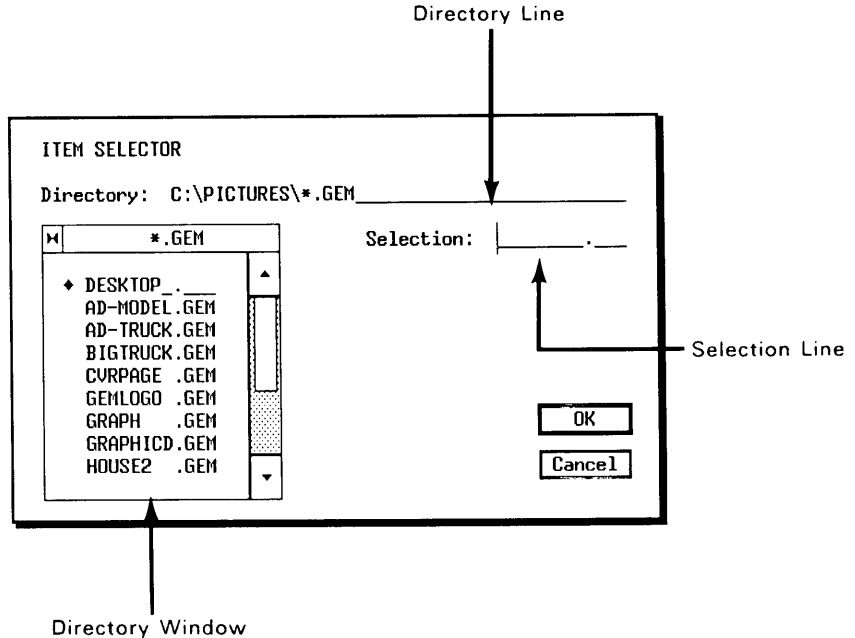 Directory Line
ITEM SELECTOR
Directory: C:\PICTURES\*.GEM____________________
*.GEM
Selection: ________.___
◆ DESKTOP_.___
AD-MODEL.GEM
AD-TRUCK.GEM
BIGTRUCK.GEM
CVRPAGE .GEM
GEMLOGO .GEM
GRAPH   .GEM
GRAPHICD.GEM
HOUSE2  .GEM
Selection Line
OK
Cancel
Directory Window